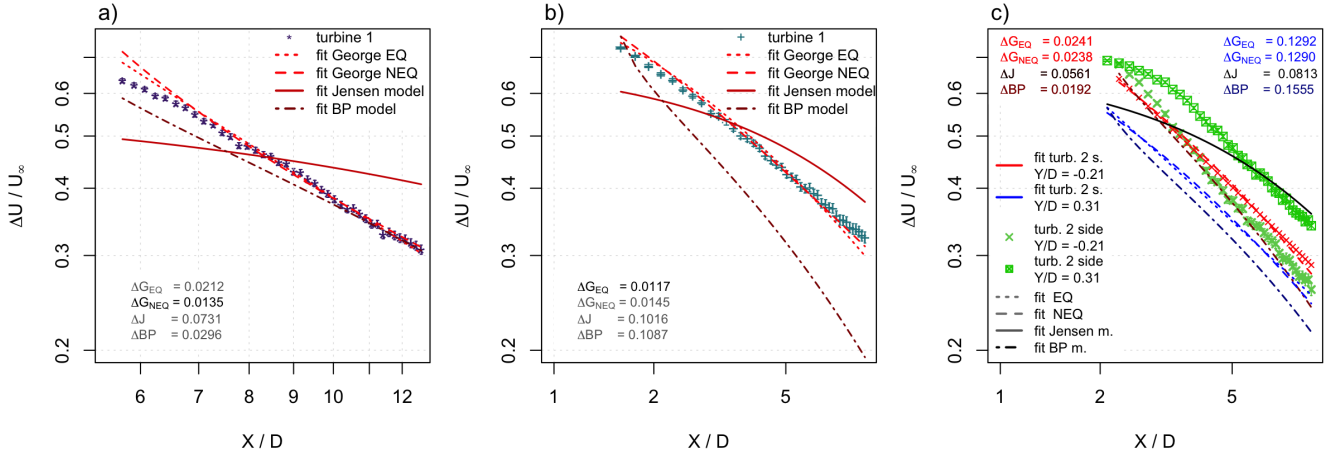 a)
turbine 1
fit George EQ
fit George NEQ
fit Jensen model
fit BP model
ΔU / U∞
0.6
0.5
0.4
0.3
0.2
ΔG_EQ = 0.0212
ΔG_NEQ = 0.0135
ΔJ = 0.0731
ΔBP = 0.0296
6 7 8 9 10 11 12
X / D
b)
turbine 1
fit George EQ
fit George NEQ
fit Jensen model
fit BP model
ΔU / U∞
0.6
0.5
0.4
0.3
0.2
ΔG_EQ = 0.0117
ΔG_NEQ = 0.0145
ΔJ = 0.1016
ΔBP = 0.1087
1 2 5
X / D
c)
ΔG_EQ = 0.0241
ΔG_NEQ = 0.0238
ΔJ = 0.0561
ΔBP = 0.0192
ΔG_EQ = 0.1292
ΔG_NEQ = 0.1290
ΔJ = 0.0813
ΔBP = 0.1555
ΔU / U∞
0.6
0.5
0.4
0.3
0.2
fit turb. 2 s.
Y/D = -0.21
fit turb. 2 s.
Y/D = 0.31
turb. 2 side
Y/D = -0.21
turb. 2 side
Y/D = 0.31
fit EQ
fit NEQ
fit Jensen m.
fit BP m.
1 2 5
X / D